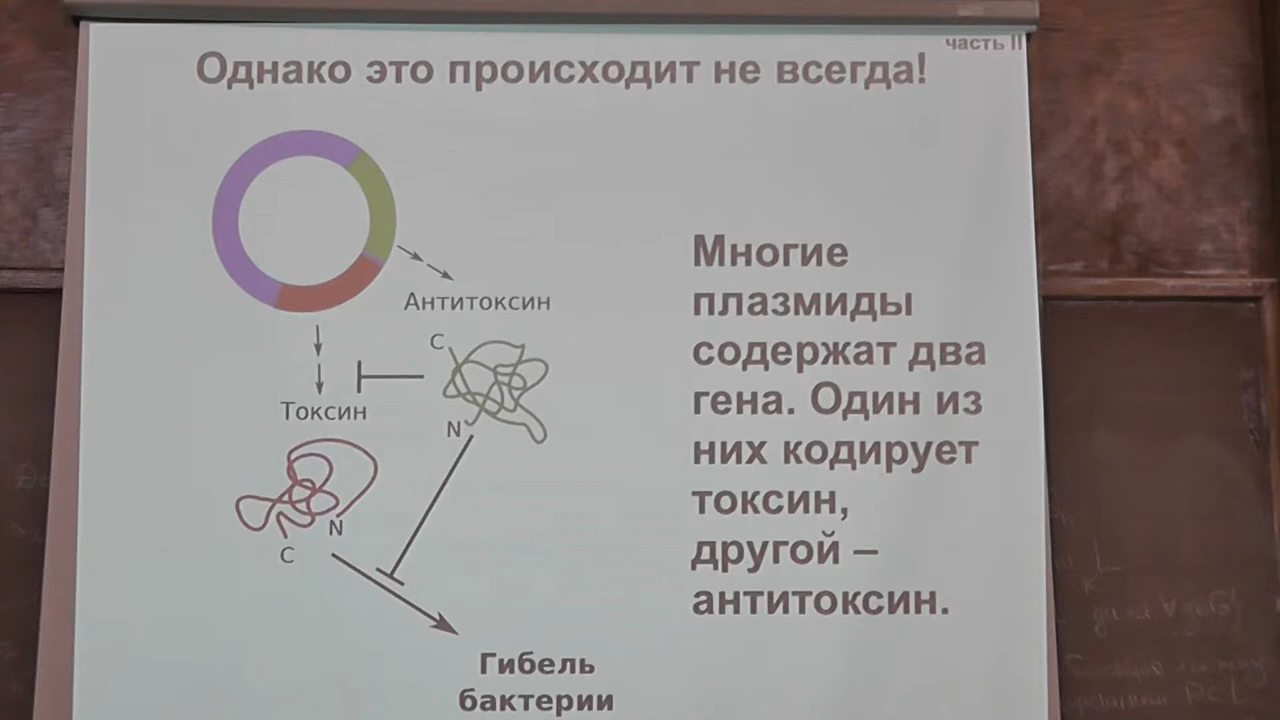 часть II
Однако это происходит не всегда!
Антитоксин
C
N
Токсин
N
C
Гибель
бактерии
Многие
плазмиды
содержат два
гена. Один из
них кодирует
токсин,
другой –
антитоксин.